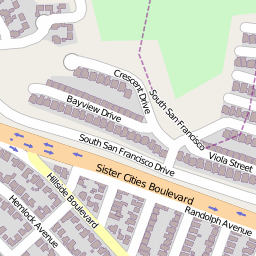 Crescent Drive
South San Francisco
Bayview Drive
South San Francisco Drive
Viola Street
Sister Cities Boulevard
Hillside Boulevard
Randolph Avenue
Hemlock Avenue